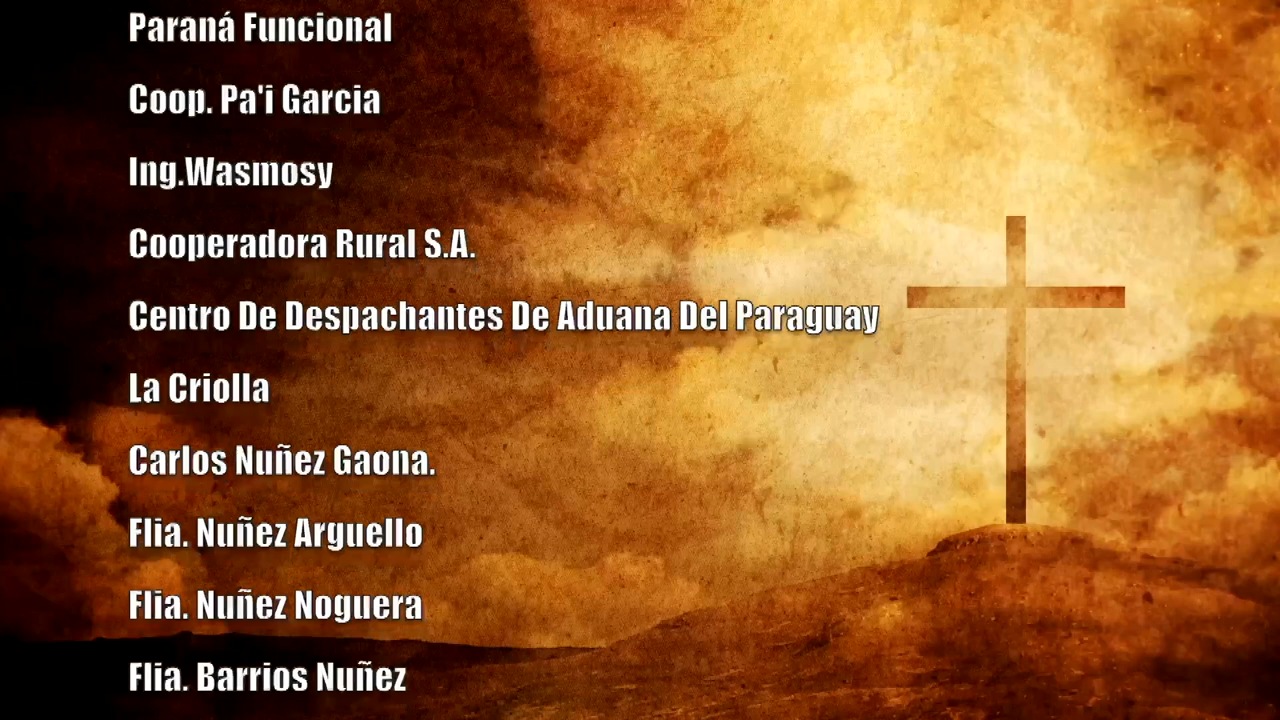 Paraná Funcional
Coop. Pa'i Garcia
Ing.Wasmosy
Cooperadora Rural S.A.
Centro De Despachantes De Aduana Del Paraguay
La Criolla
Carlos Nuñez Gaona.
Flia. Nuñez Arguello
Flia. Nuñez Noguera
Flia. Barrios Nuñez